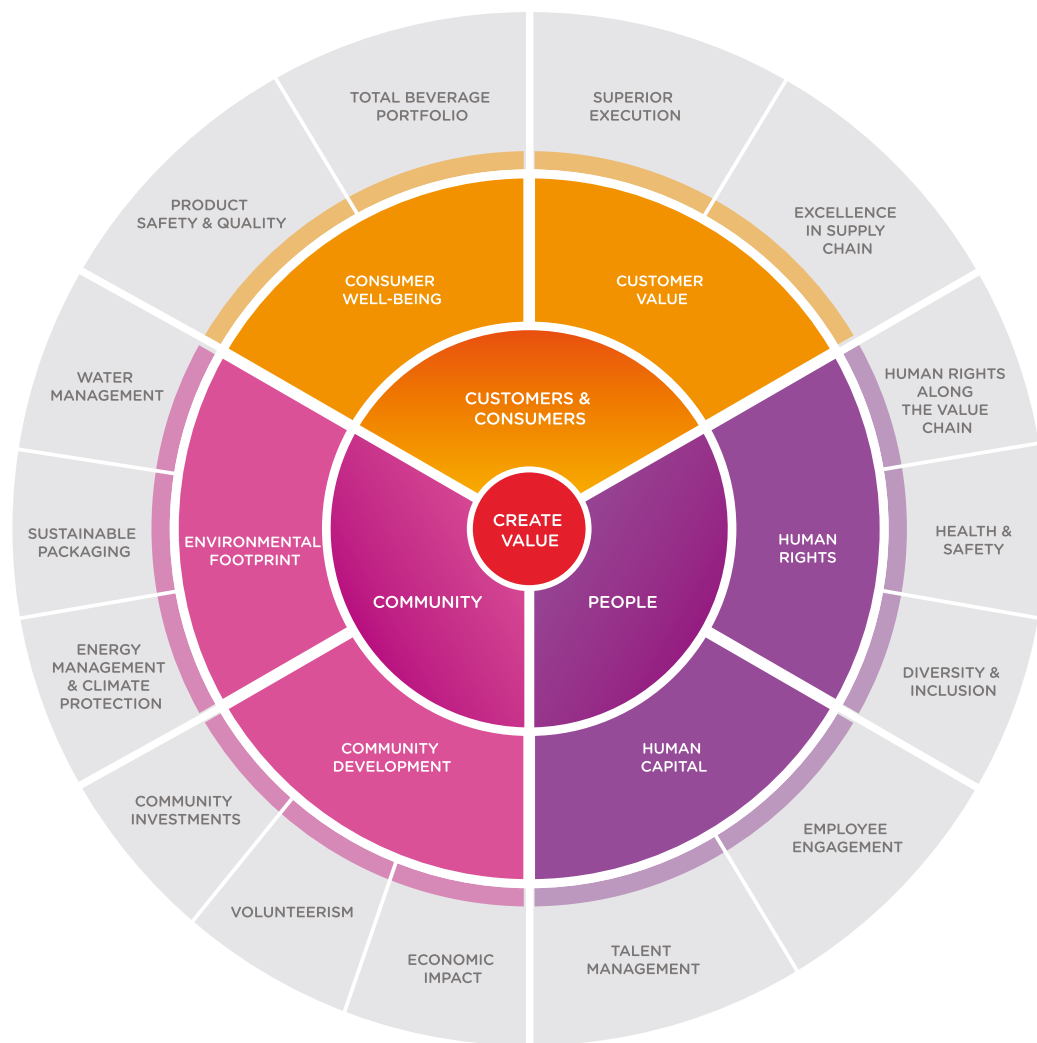 TOTAL BEVERAGE
PORTFOLIO
SUPERIOR
EXECUTION
PRODUCT
SAFETY & QUALITY
EXCELLENCE
IN SUPPLY
CHAIN
CONSUMER
WELL-BEING
CUSTOMER
VALUE
WATER
MANAGEMENT
CUSTOMERS &
CONSUMERS
HUMAN RIGHTS
ALONG
THE VALUE
CHAIN
SUSTAINABLE
PACKAGING
ENVIRONMENTAL
FOOTPRINT
CREATE
VALUE
HUMAN
RIGHTS
HEALTH &
SAFETY
COMMUNITY
PEOPLE
ENERGY
MANAGEMENT
& CLIMATE
PROTECTION
DIVERSITY &
INCLUSION
COMMUNITY
DEVELOPMENT
HUMAN
CAPITAL
COMMUNITY
INVESTMENTS
EMPLOYEE
ENGAGEMENT
VOLUNTEERISM
ECONOMIC
IMPACT
TALENT
MANAGEMENT